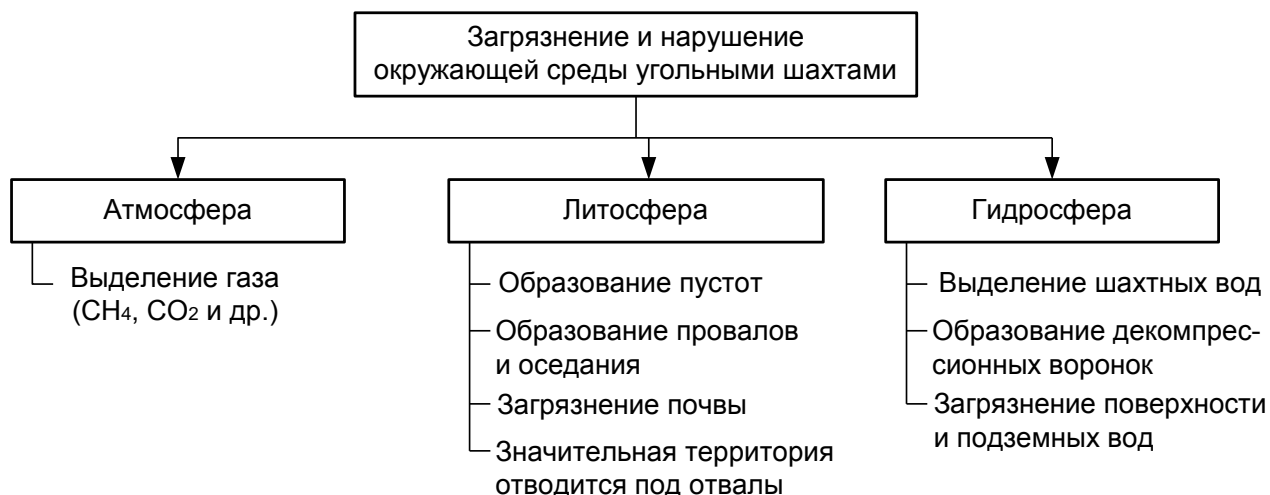 Загрязнение и нарушение
окружающей среды угольными шахтами
Атмосфера
Выделение газа
(CH₄, CO₂ и др.)
Литосфера
Образование пустот
Образование провалов
и оседания
Загрязнение почвы
Значительная территория
отводится под отвалы
Гидросфера
Выделение шахтных вод
Образование декомпрес-
сионных воронок
Загрязнение поверхности
и подземных вод